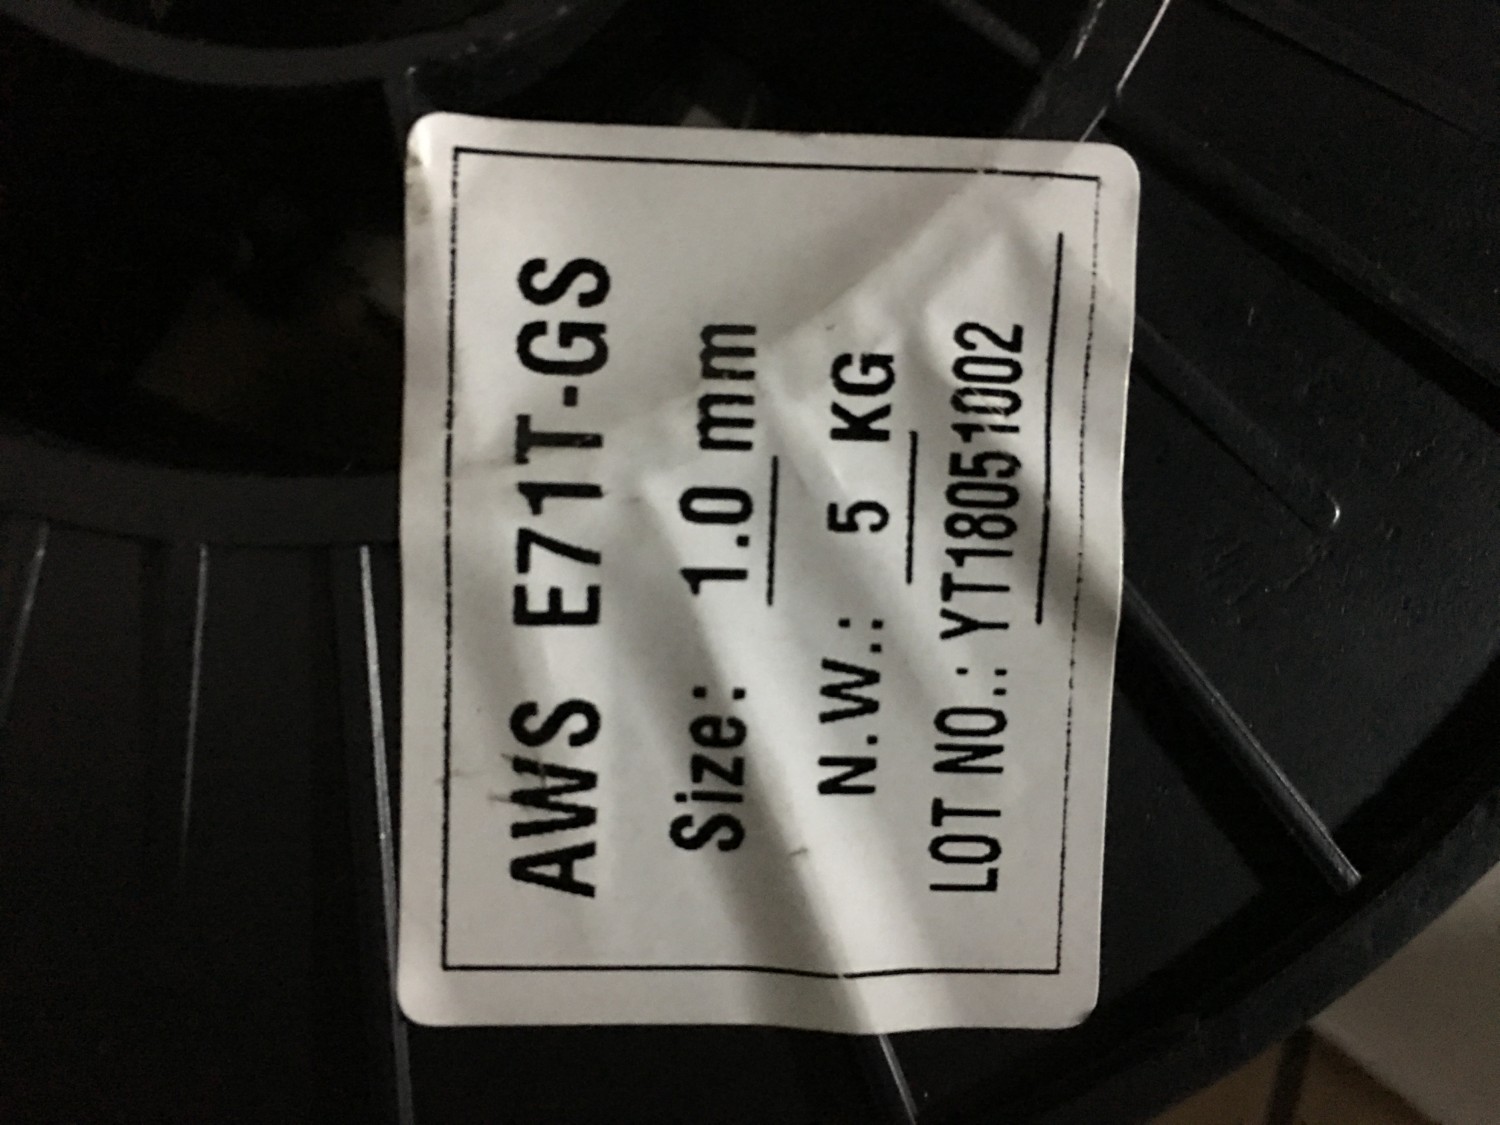 AWS E71T-GS
Size: 1.0 mm
N.W.: 5 KG
LOT NO.: YT18051002